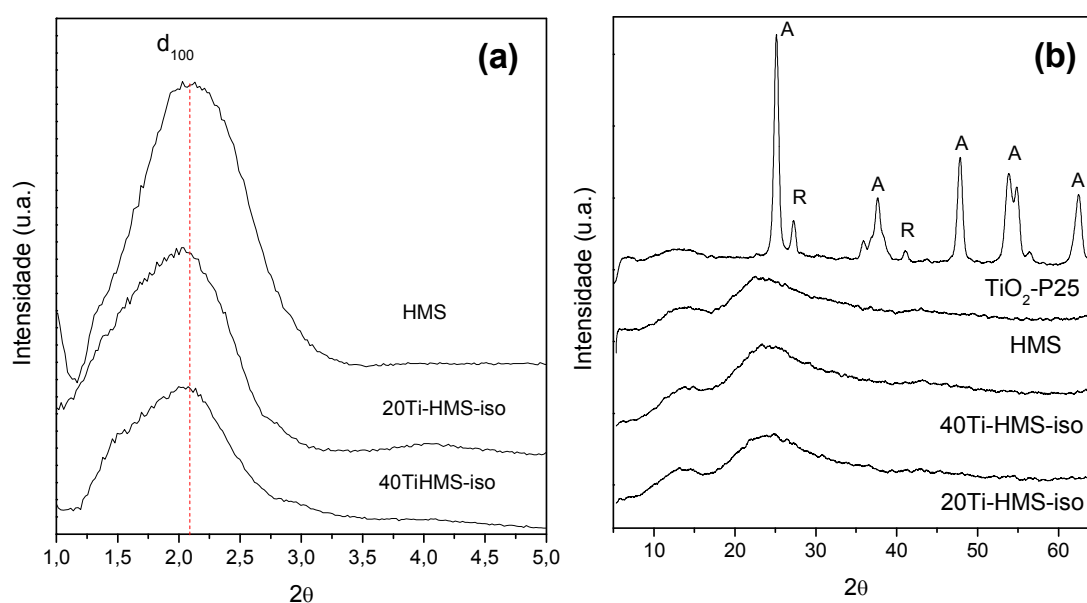 d100
(a)
HMS
20Ti-HMS-iso
40TiHMS-iso
Intensidade (u.a.)
1,0 1,5 2,0 2,5 3,0 3,5 4,0 4,5 5,0
2θ
(b)
A
R
A
R
A
A
A
TiO2-P25
HMS
40Ti-HMS-iso
20Ti-HMS-iso
Intensidade (u.a.)
10 20 30 40 50 60
2θ